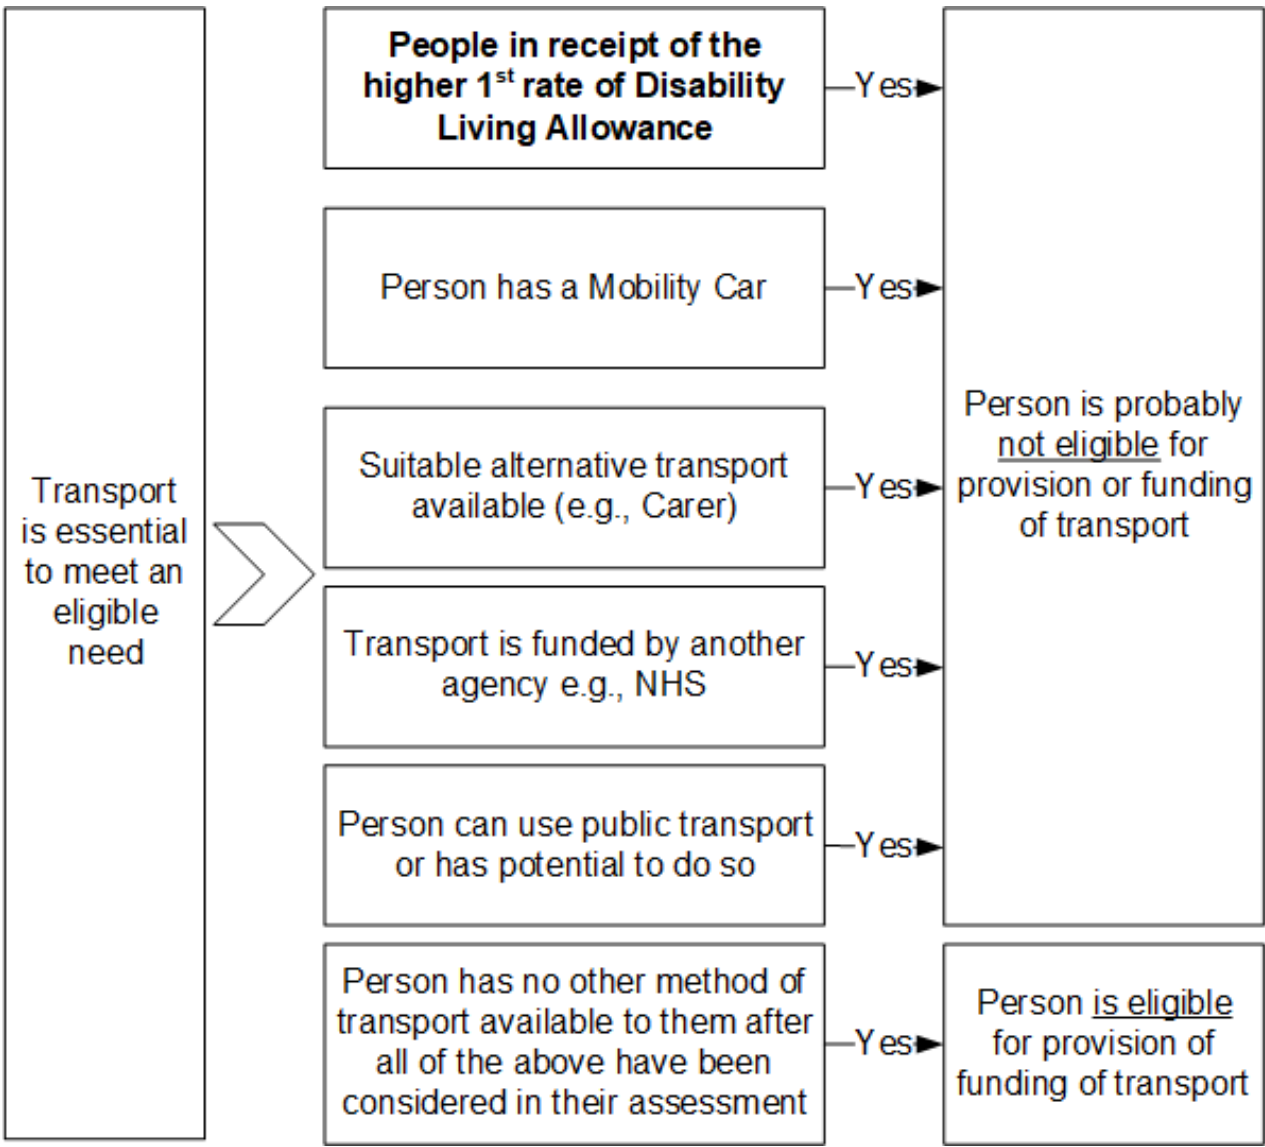 Transport
is essential
to meet an
eligible
need
People in receipt of the
higher 1st rate of Disability
Living Allowance
Yes
Person has a Mobility Car
Yes
Suitable alternative transport
available (e.g., Carer)
Yes
Transport is funded by another
agency e.g., NHS
Yes
Person can use public transport
or has potential to do so
Yes
Person is probably
not eligible for
provision or funding
of transport
Person has no other method of
transport available to them after
all of the above have been
considered in their assessment
Yes
Person is eligible
for provision of
funding of transport